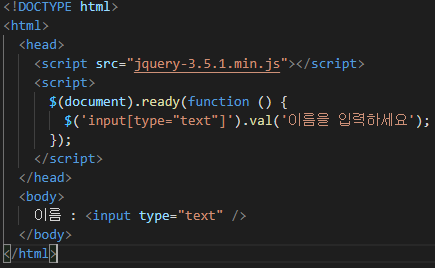 <!DOCTYPE html>
<html>
<head>
<script src="jquery-3.5.1.min.js"></script>
<script>
$(document).ready(function () {
$('input[type="text"]').val('이름을 입력하세요');
});
</script>
</head>
<body>
이름 : <input type="text" />
</body>
</html>